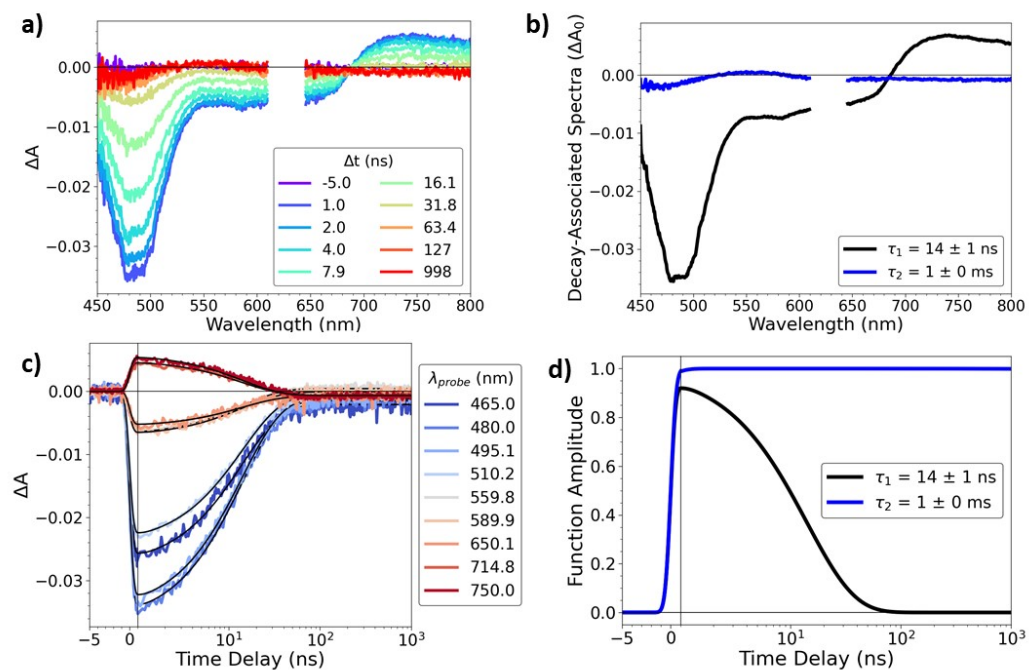 a)
0.00
−0.01
−0.02
−0.03
ΔA
Δt (ns)
-5.0 16.1
1.0 31.8
2.0 63.4
4.0 127
7.9 998
450 500 550 600 650 700 750 800
Wavelength (nm)
b)
0.00
−0.01
−0.02
−0.03
Decay-Associated Spectra (ΔA₀)
τ₁ = 14 ± 1 ns
τ₂ = 1 ± 0 ms
450 500 550 600 650 700 750 800
Wavelength (nm)
c)
0.00
−0.01
−0.02
−0.03
ΔA
−5 0 10¹ 10² 10³
Time Delay (ns)
λprobe (nm)
465.0
480.0
495.1
510.2
559.8
589.9
650.1
714.8
750.0
d)
1.0
0.8
0.6
0.4
0.2
0.0
Function Amplitude
τ₁ = 14 ± 1 ns
τ₂ = 1 ± 0 ms
−5 0 10¹ 10² 10³
Time Delay (ns)